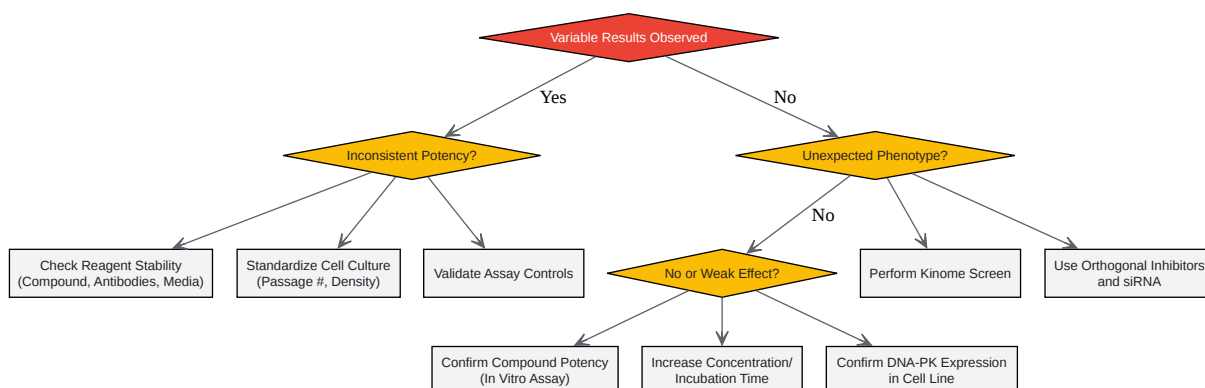 Variable Results Observed
Yes
No
Inconsistent Potency?
Unexpected Phenotype?
No
Check Reagent Stability
(Compound, Antibodies, Media)
Standardize Cell Culture
(Passage #, Density)
Validate Assay Controls
No or Weak Effect?
Perform Kinome Screen
Use Orthogonal Inhibitors
and siRNA
Confirm Compound Potency
(In Vitro Assay)
Increase Concentration/
Incubation Time
Confirm DNA-PK Expression
in Cell Line